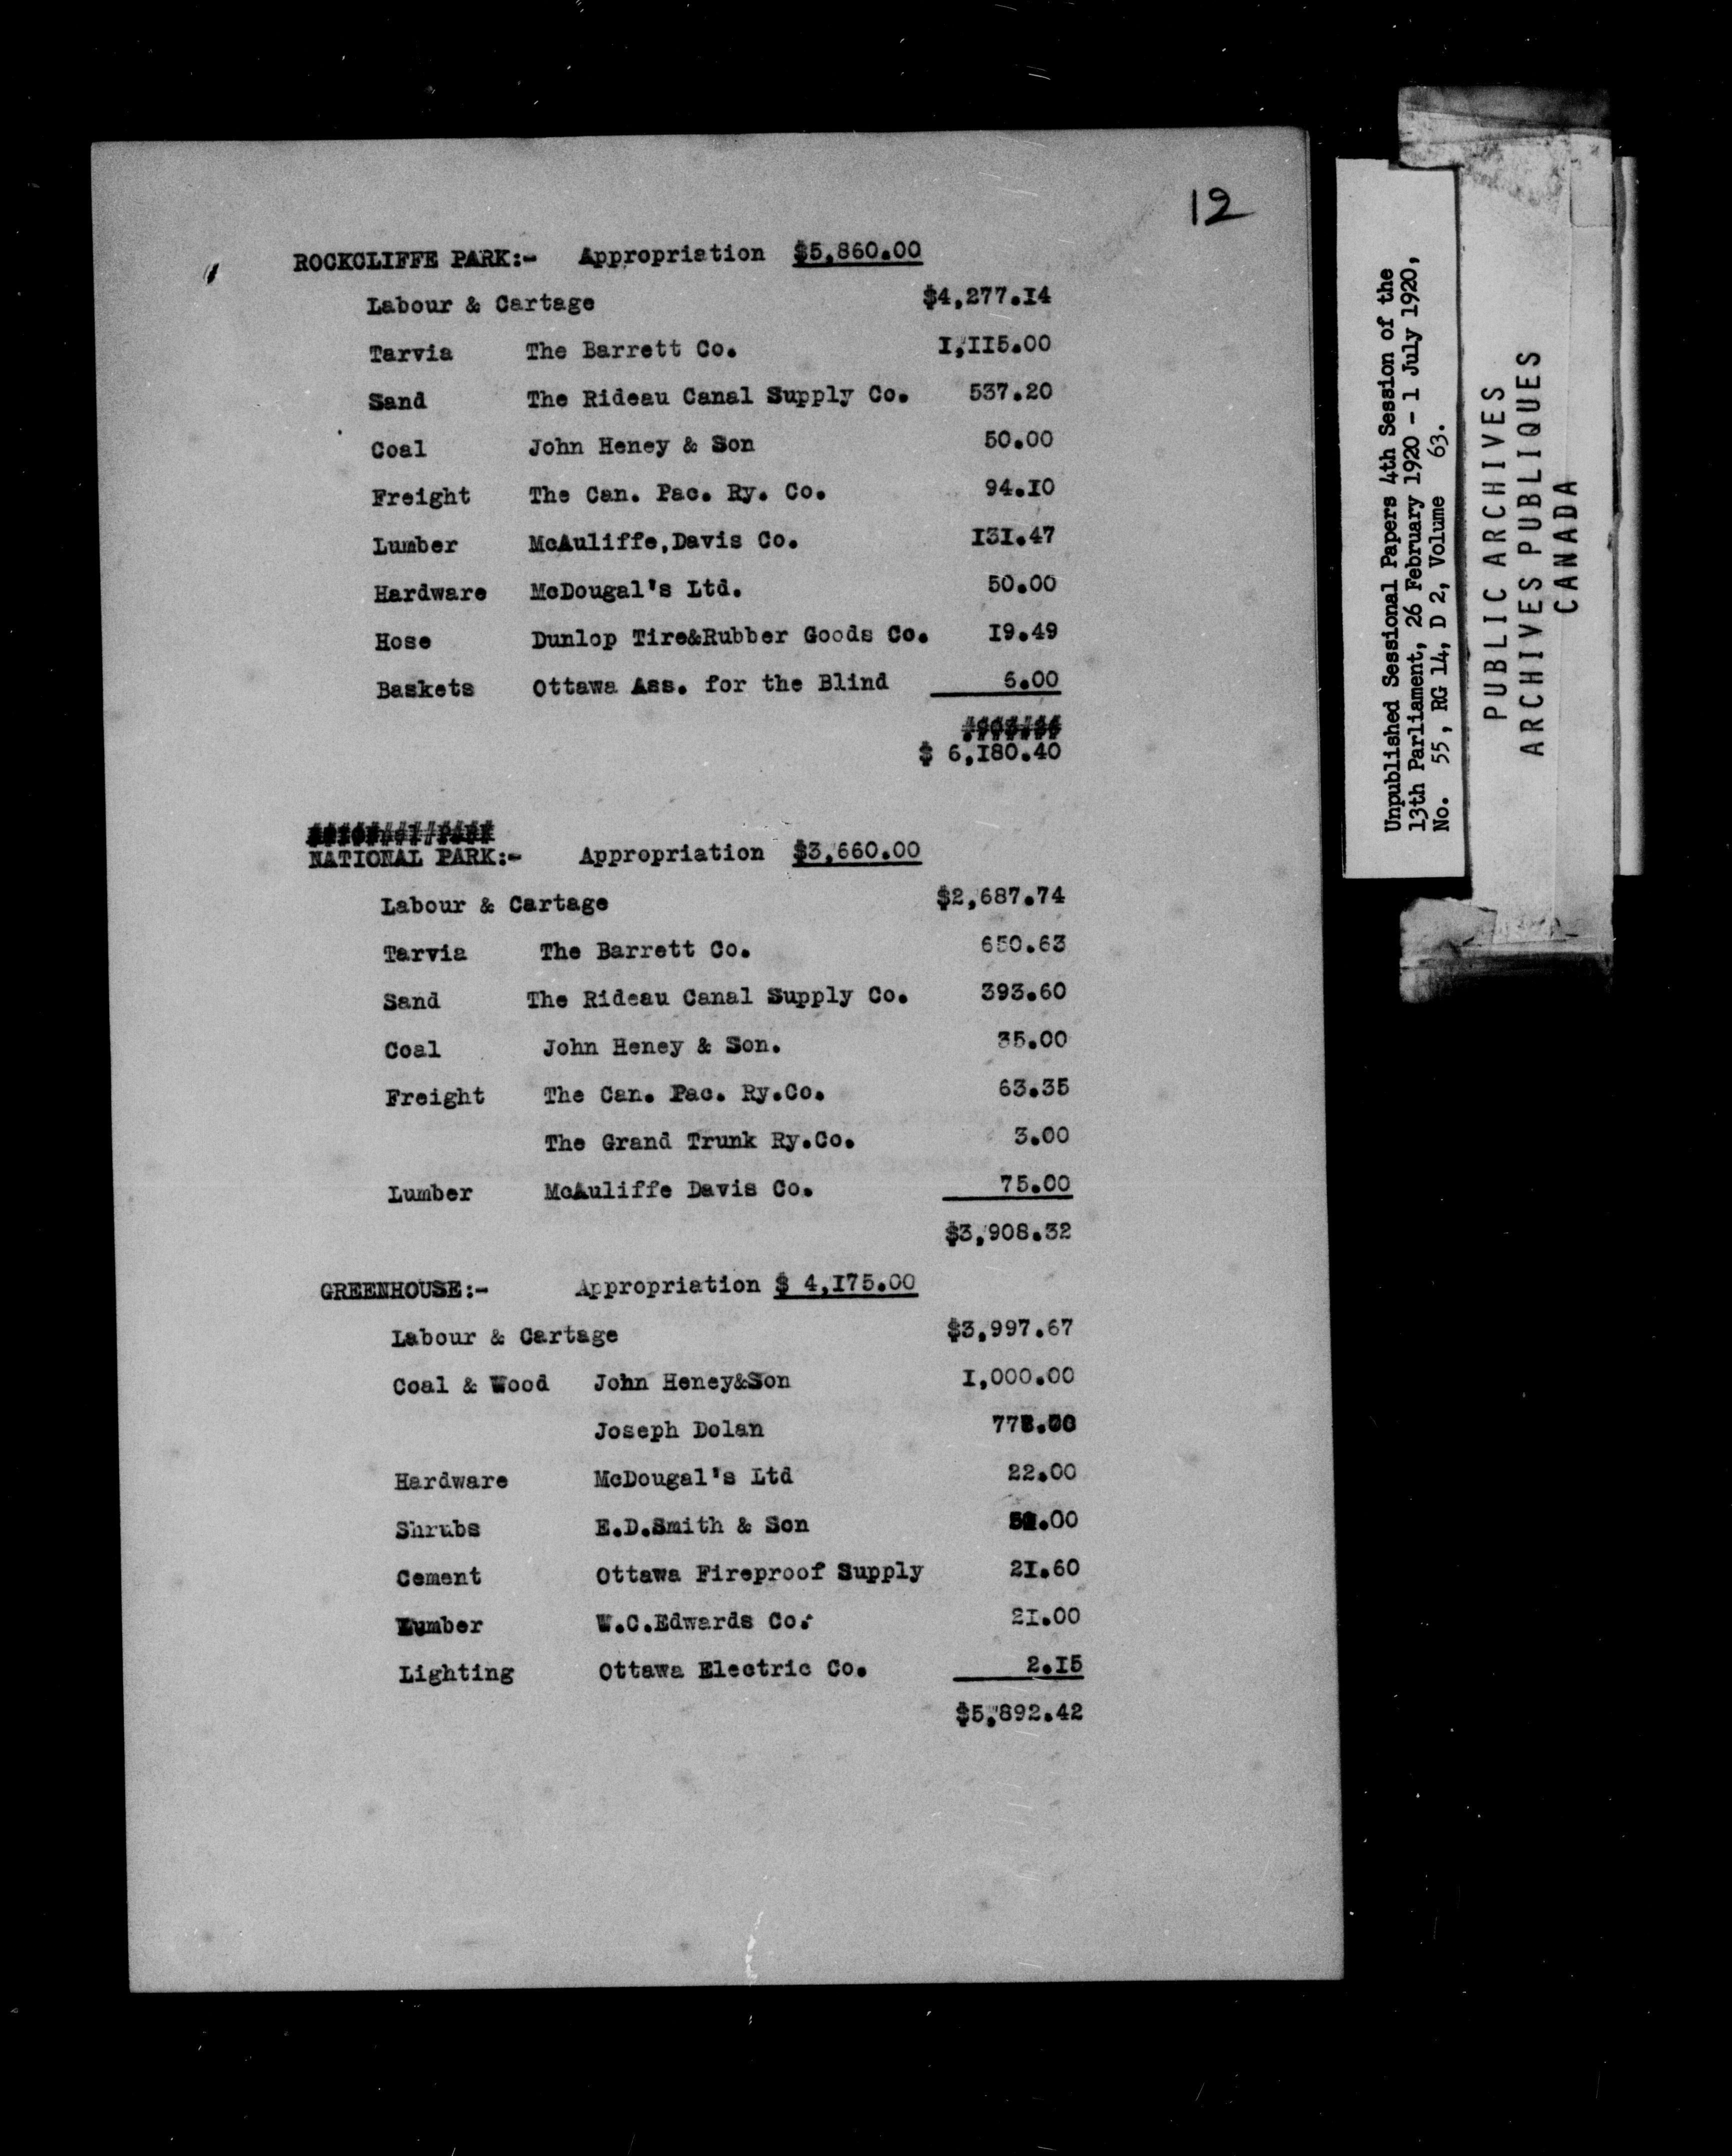 12
ROCKCLIFFE PARK:- Appropriation $5,860.00
Labour & Cartage $4,277.14
Tarvia The Barrett Co. 1,115.00
Sand The Rideau Canal Supply Co. 537.20
Coal John Heney & Son 50.00
Freight The Can. Pac. Ry. Co. 94.10
Lumber McAuliffe,Davis Co. 131.47
Hardware McDougal's Ltd. 50.00
Hose Dunlop Tire&Rubber Goods Co. 19.49
Baskets Ottawa Ass. for the Blind 6.00
$ 6,180.40
NATIONAL PARK:- Appropriation $3,660.00
Labour & Cartage $2,687.74
Tarvia The Barrett Co. 650.63
Sand The Rideau Canal Supply Co. 393.60
Coal John Heney & Son. 35.00
Freight The Can. Pac. Ry.Co. 63.35
The Grand Trunk Ry.Co. 3.00
Lumber McAuliffe Davis Co. 75.00
$3,908.32
GREENHOUSE:- Appropriation $ 4,175.00
Labour & Cartage $3,997.67
Coal & Wood John Heney&Son 1,000.00
Joseph Dolan
Hardware McDougal's Ltd 22.00
Shrubs E.D.Smith & Son
Cement Ottawa Fireproof Supply 21.60
Lumber W.C.Edwards Co. 21.00
Lighting Ottawa Electric Co. 2.15
$5,892.42
Unpublished Sessional Papers 4th Session of the
13th Parliament, 26 February 1920 - 1 July 1920,
No. 55, RG 14, D 2, Volume 63.
PUBLIC ARCHIVES
ARCHIVES PUBLIQUES
CANADA